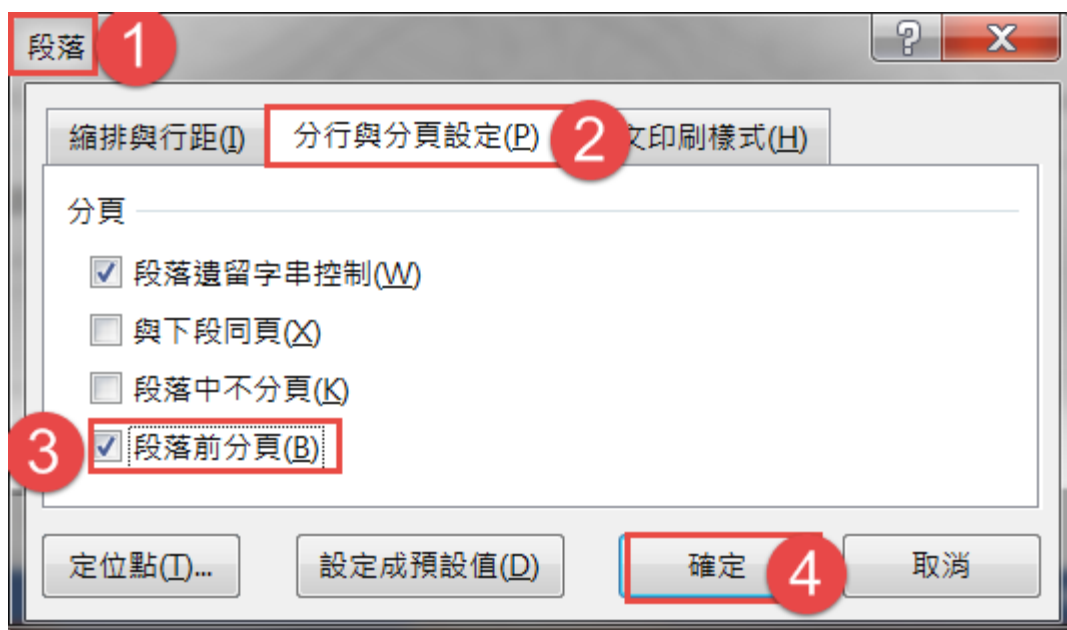 段落 1
縮排與行距(I) 分行與分頁設定(P) 2 文印刷樣式(H)
分頁
段落遺留字串控制(W)
與下段同頁(X)
段落中不分頁(K)
3 段落前分頁(B)
定位點(T)... 設定成預設值(D) 確定 4 取消